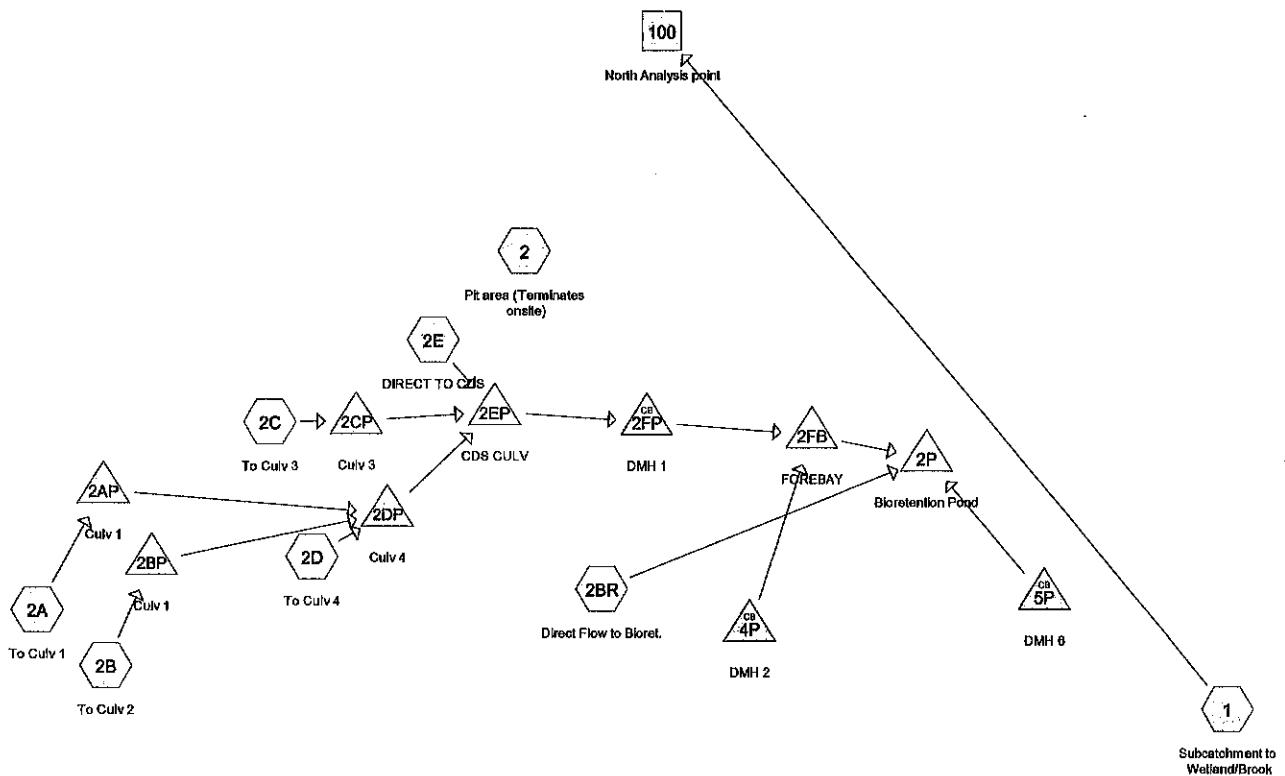 100
North Analysis point
2
Pit area (Terminates
onsite)
2E
DIRECT TO CDS
2C
To Culv 3
2CP
Culv 3
2EP
CDS CULV
CB
2FP
DMH 1
2FB
FOREBAY
2P
Bioretention Pond
2AP
Culv 1
2DP
Culv 4
2BP
Culv 1
2D
To Culv 4
2A
To Culv 1
2B
To Culv 2
2BR
Direct Flow to Bioret.
CB
4P
DMH 2
CB
5P
DMH 6
1
Subcatchment to
Wetland/Brook